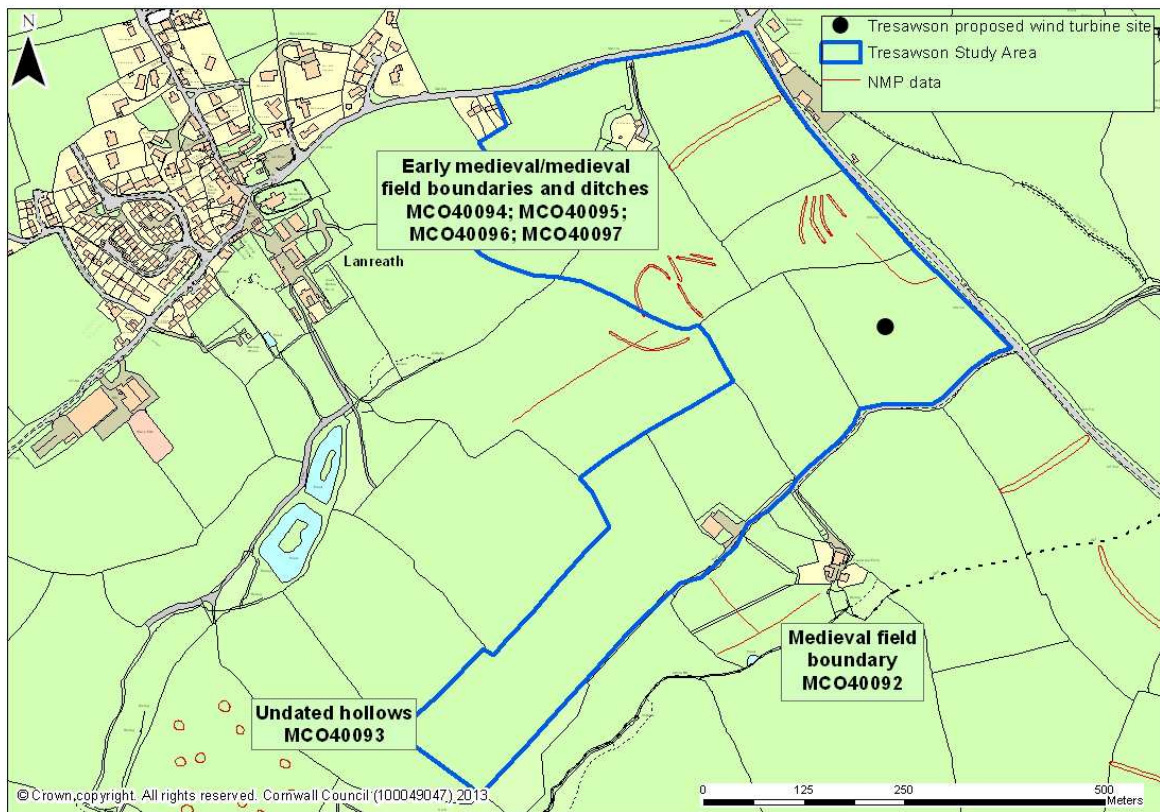 N
Tresawson proposed wind turbine site
Tresawson Study Area
NMP data
Early medieval/medieval
field boundaries and ditches
MCO40094; MCO40095;
MCO40096; MCO40097
Lanreath
Medieval field
boundary
MCO40092
Undated hollows
MCO40093
© Crown copyright. All rights reserved. Cornwall Council (100049047) 2013
0 125 250 500
Meters